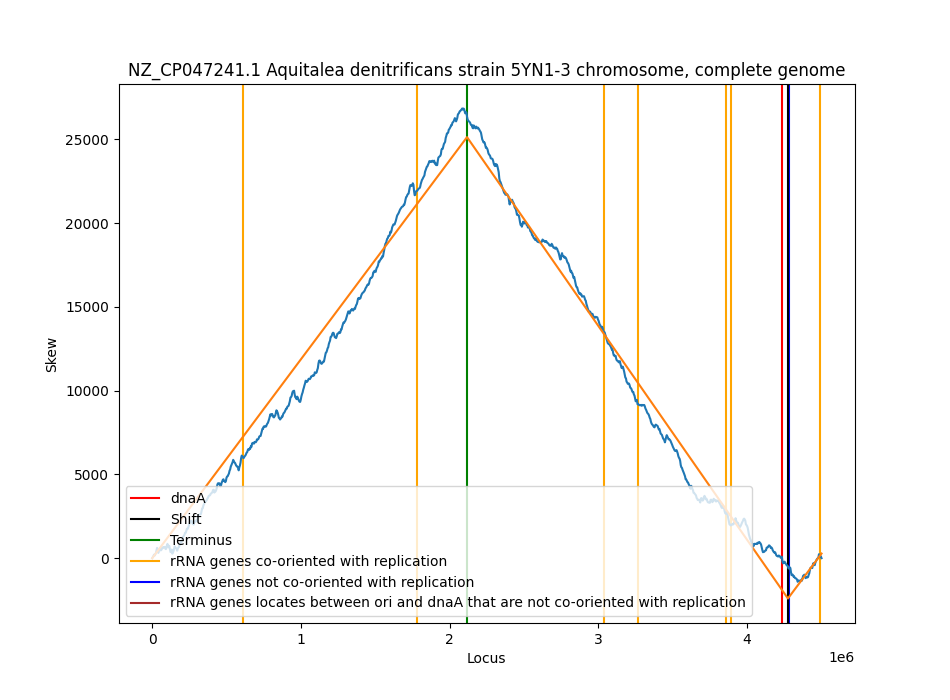 NZ_CP047241.1 Aquitalea denitrificans strain 5YN1-3 chromosome, complete genome
25000
20000
15000
10000
5000
0
Skew
dnaA
Shift
Terminus
rRNA genes co-oriented with replication
rRNA genes not co-oriented with replication
rRNA genes locates between ori and dnaA that are not co-oriented with replication
0
1
2
3
4
1e6
Locus